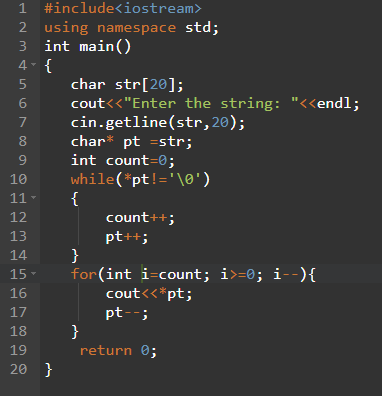 1 #include<iostream>
2 using namespace std;
3 int main()
4 {
5 char str[20];
6 cout<<"Enter the string: "<<endl;
7 cin.getline(str,20);
8 char* pt =str;
9 int count=0;
10 while(*pt!='\0')
11 {
12 count++;
13 pt++;
14 }
15 for(int i=count; i>=0; i--){
16 cout<<*pt;
17 pt--;
18 }
19 return 0;
20 }